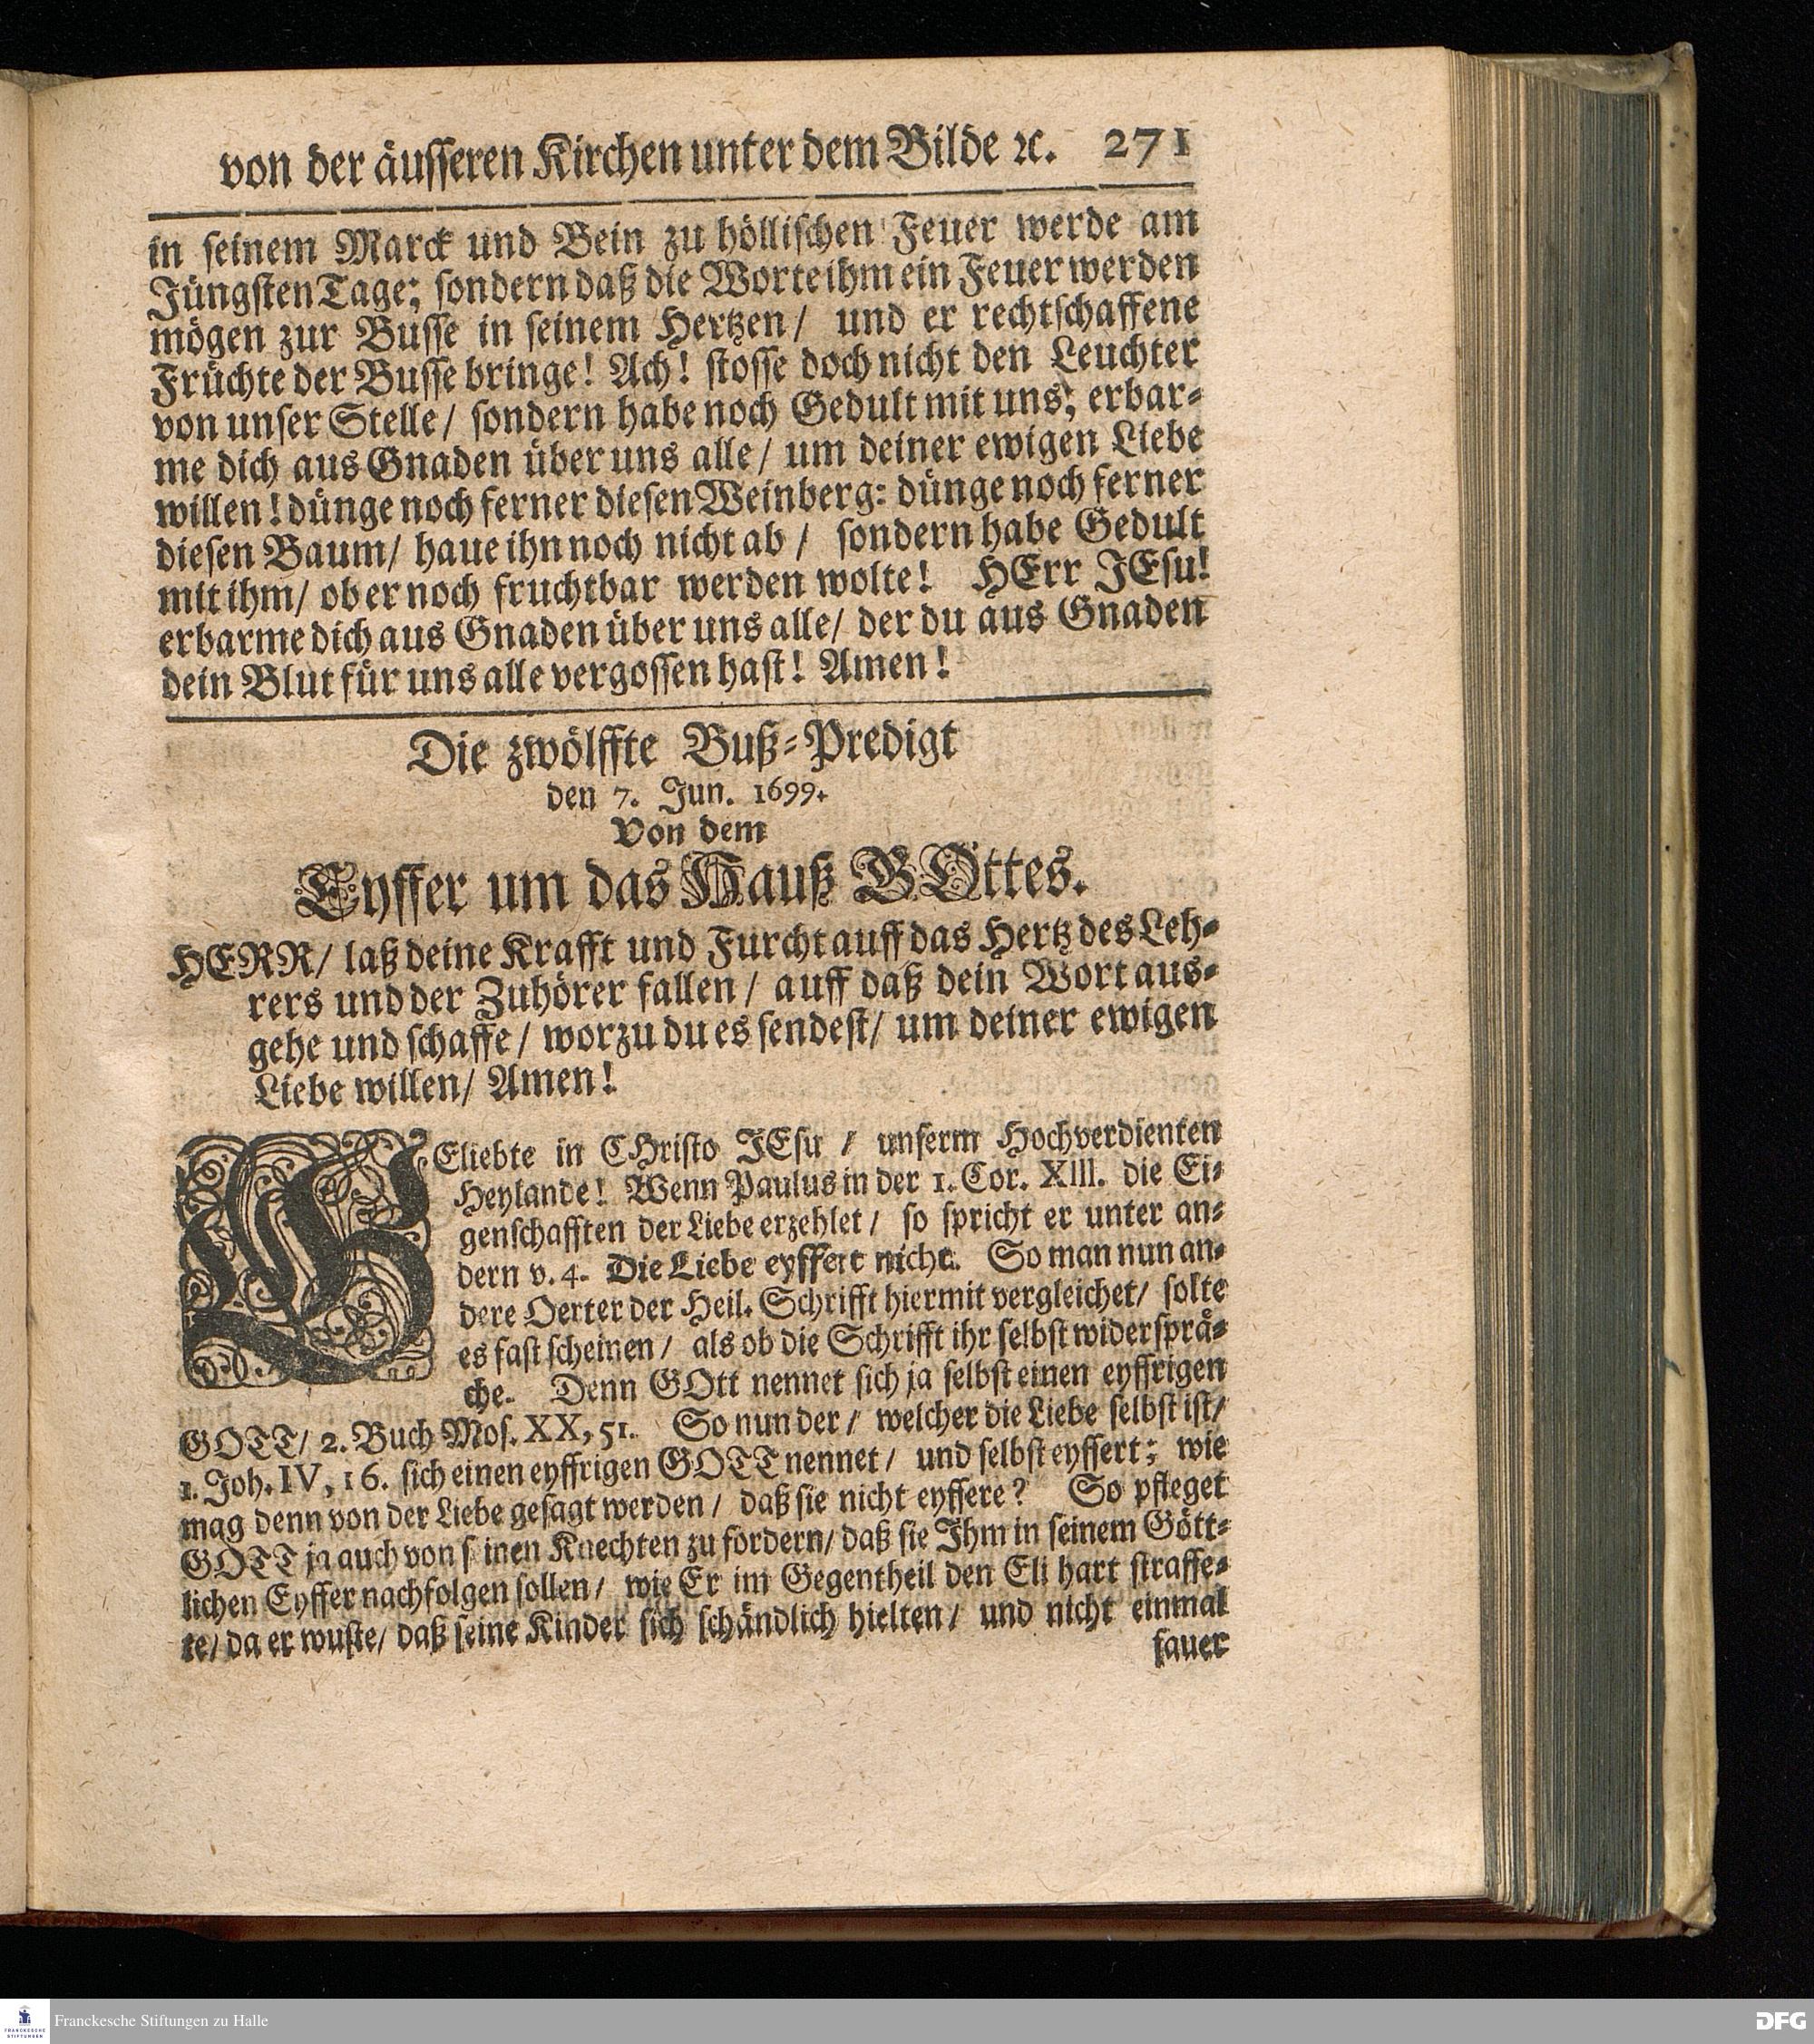 von der äusseren Kirchen unter dem Bilde ꝛc. 271
in seinem Marck und Bein zu höllischen Feuer werde am
Jüngsten Tage; sondern daß die Worte ihm ein Feuer werden
mögen zur Busse in seinem Hertzen/ und er rechtschaffene
Früchte der Busse bringe! Ach! stosse doch nicht den Leuchter
von unser Stelle/ sondern habe noch Gedult mit uns; erbar-
me dich aus Gnaden über uns alle/ um deiner ewigen Liebe
willen! dünge noch ferner diesen Weinberg: dünge noch ferner
diesen Baum/ haue ihn noch nicht ab/ sondern habe Gedult
mit ihm/ ob er noch fruchtbar werden wolte! HErr JEsu!
erbarme dich aus Gnaden über uns alle/ der du aus Gnaden
dein Blut für uns alle vergossen hast! Amen!
Die zwölffte Buß-Predigt
den 7. Jun. 1699.
Von dem
Eyffer um das Hauß GOttes.
HERR/ laß deine Krafft und Furcht auff das Hertz des Leh-
rers und der Zuhörer fallen/ auff daß dein Wort aus-
gehe und schaffe/ worzu du es sendest/ um deiner ewigen
Liebe willen/ Amen!
GEliebte in CHristo JEsu/ unserm Hochverdienten
Heylande! Wenn Paulus in der 1. Cor. XIII. die Ei-
genschafften der Liebe erzehlet/ so spricht er unter an-
dern v. 4. Die Liebe eyffert nicht. So man nun an-
dere Oerter der Heil. Schrifft hiermit vergleichet/ solte
es fast scheinen/ als ob die Schrifft ihr selbst widersprä-
che. Denn GOtt nennet sich ja selbst einen eyffrigen
GOTT/ 2. Buch Mos. XX, 51. So nun der/ welcher die Liebe selbst ist/
1. Joh. IV, 16. sich einen eyffrigen GOTT nennet/ und selbst eyffert; wie
mag denn von der Liebe gesagt werden/ daß sie nicht eyffere? So pfleget
GOTT ja auch von seinen Knechten zu fordern/ daß sie Ihm in seinem Gött-
lichen Eyffer nachfolgen sollen/ wie Er im Gegentheil den Eli hart straffe-
te/ da er wuste/ daß seine Kinder sich schändlich hielten/ und nicht einmal
sauer
Franckesche Stiftungen zu Halle
DFG